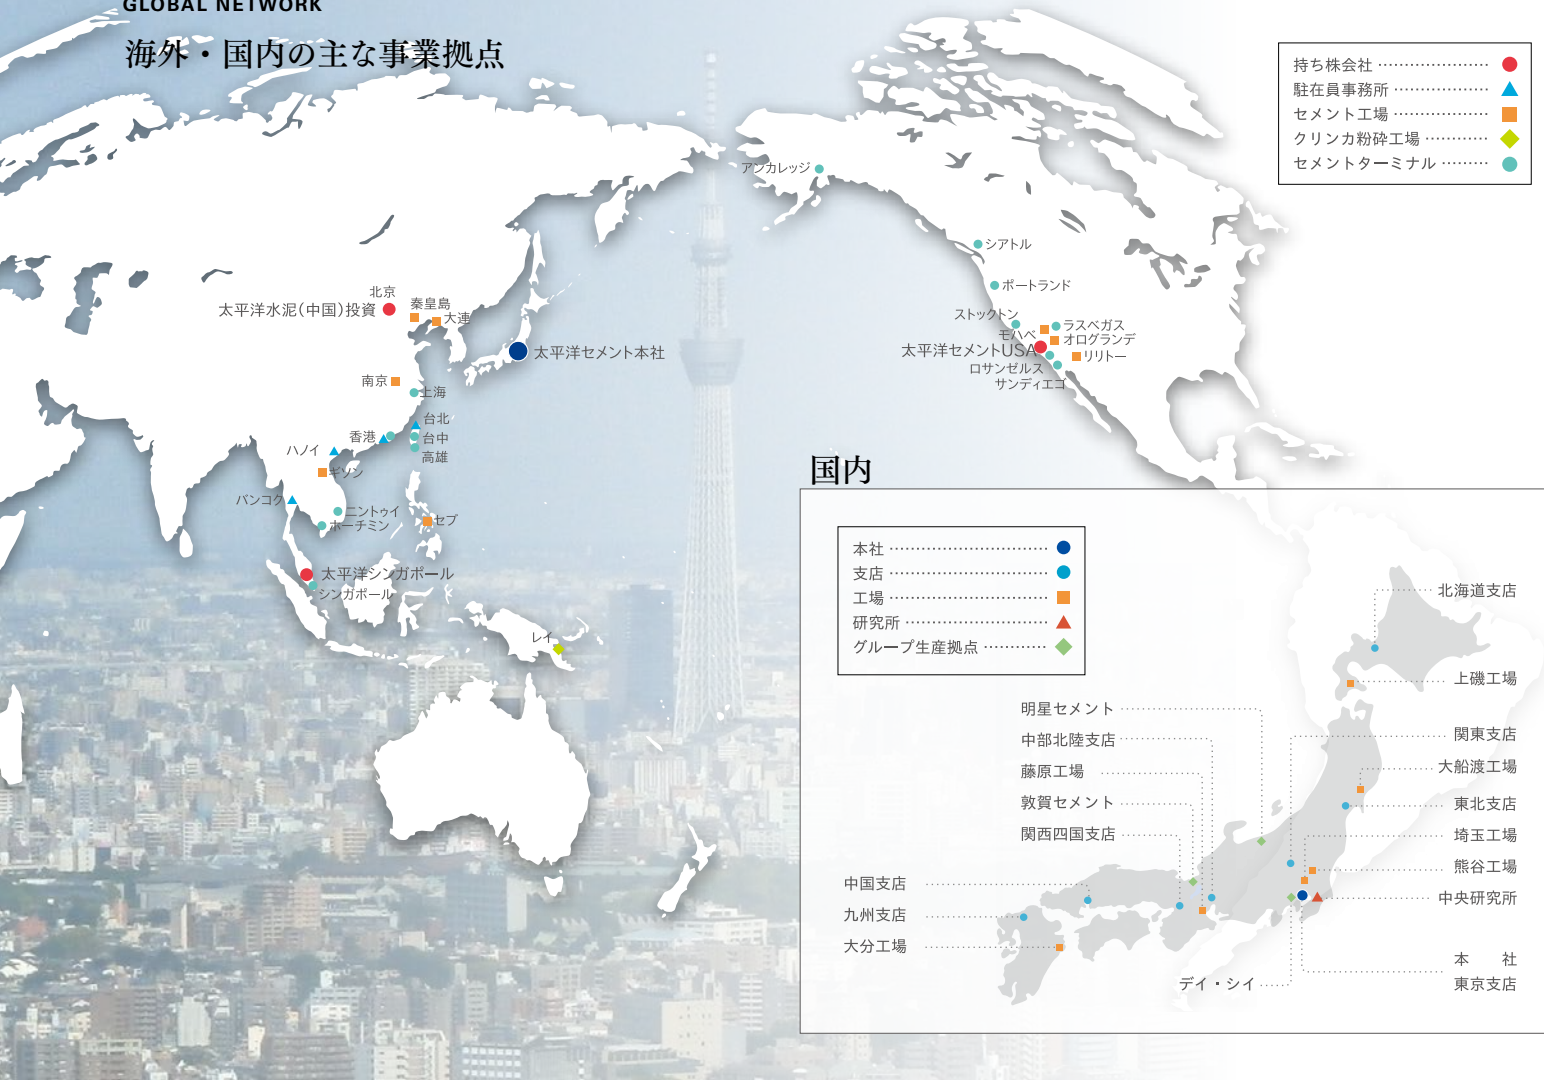 GLOBAL NETWORK
海外・国内の主な事業拠点
持ち株会社
駐在員事務所
セメント工場
クリンカ粉砕工場
セメントターミナル
アンカレッジ
シアトル
ポートランド
ストックトン
モハベ
ラスベガス
オログランデ
太平洋セメントUSA
リリトー
ロサンゼルス
サンディエゴ
北京
太平洋水泥（中国）投資
秦皇島
大連
太平洋セメント本社
南京
上海
台北
香港
台中
高雄
ハノイ
ギソン
バンコク
ニントゥイ
ホーチミン
セブ
太平洋シンガポール
シンガポール
レイ
国内
本社
支店
工場
研究所
グループ生産拠点
北海道支店
上磯工場
関東支店
大船渡工場
東北支店
埼玉工場
熊谷工場
中央研究所
本　社
東京支店
明星セメント
中部北陸支店
藤原工場
敦賀セメント
関西四国支店
中国支店
九州支店
大分工場
デイ・シイ